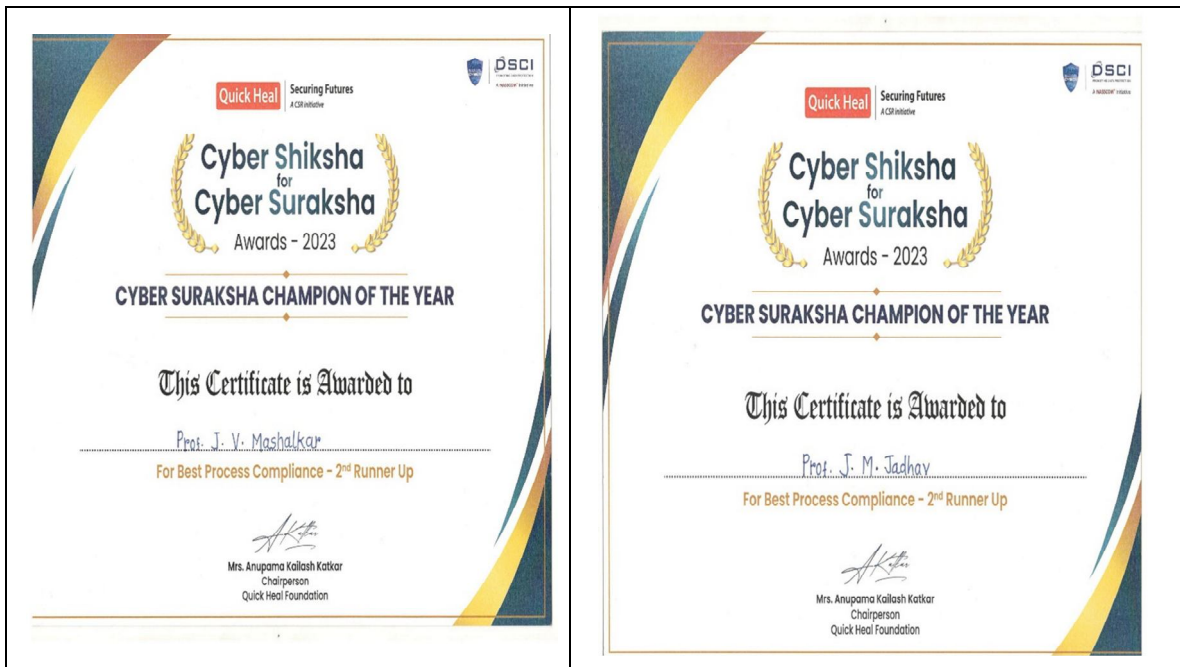 Quick Heal
Securing Futures
A CSR initiative
DSCI
Cyber Shiksha
for
Cyber Suraksha
Awards - 2023
CYBER SURAKSHA CHAMPION OF THE YEAR
This Certificate is Awarded to
Prof. J. V. Mashalkar
For Best Process Compliance - 2nd Runner Up
Mrs. Anupama Kailash Katkar
Chairperson
Quick Heal Foundation
Quick Heal
Securing Futures
A CSR initiative
DSCI
Cyber Shiksha
for
Cyber Suraksha
Awards - 2023
CYBER SURAKSHA CHAMPION OF THE YEAR
This Certificate is Awarded to
Prof. J. M. Jadhav
For Best Process Compliance - 2nd Runner Up
Mrs. Anupama Kailash Katkar
Chairperson
Quick Heal Foundation